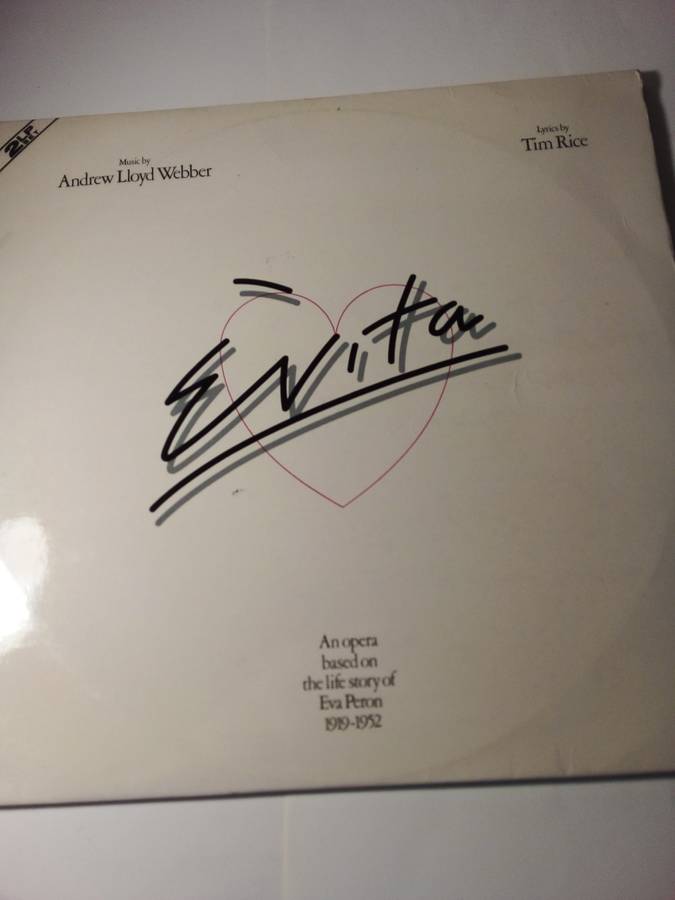 2LP
SET
Music by
Andrew Lloyd Webber
Lyrics by
Tim Rice
Evita
An opera
based on
the life story of
Eva Peron
1919-1952